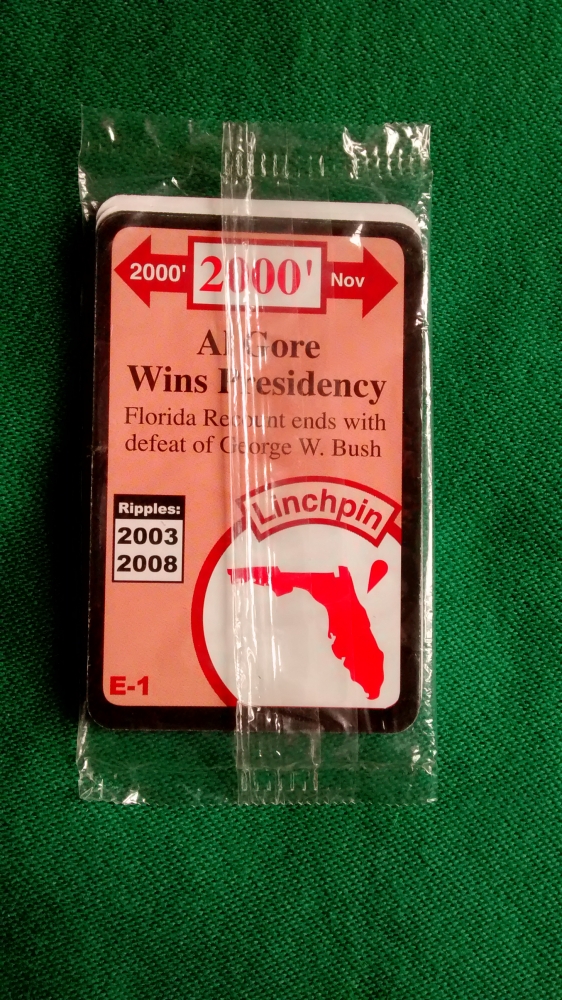 2000' 2000' Nov
Al Gore
Wins Presidency
Florida Recount ends with
defeat of George W. Bush
Linchpin
Ripples:
2003
2008
E-1